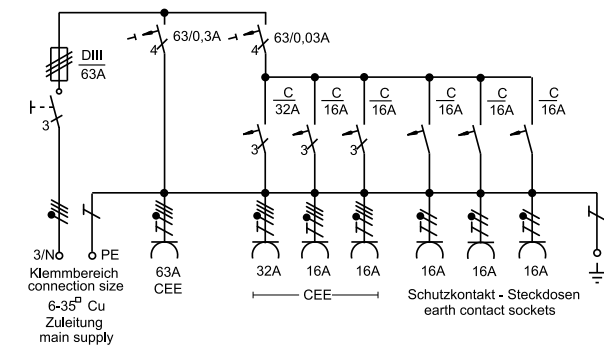 63/0,3A
63/0,03A
4
4
DIII
63A
C
32A
C
16A
C
16A
C
16A
C
16A
C
16A
3
3
3
3
3/N
PE
63A
CEE
32A
16A
16A
16A
16A
16A
CEE
Klemmbereich
connection size
6-35□ Cu
Zuleitung
main supply
Schutzkontakt - Steckdosen
earth contact sockets